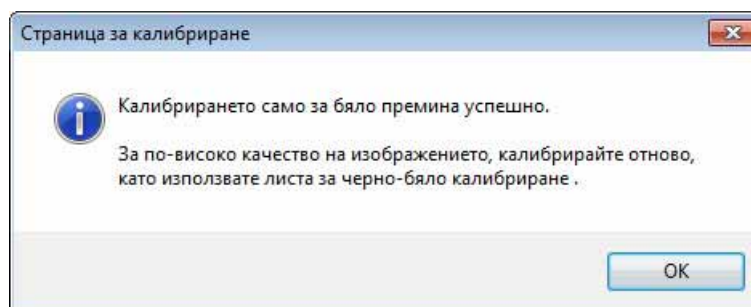 Страница за калибриране
Калибрирането само за бяло премина успешно.
За по-високо качество на изображението, калибрирайте отново,
като използвате листа за черно-бяло калибриране .
OK